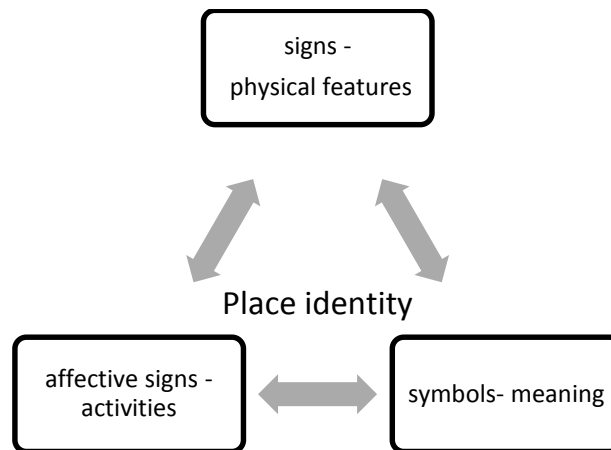 signs -
physical features
Place identity
affective signs -
activities
symbols- meaning